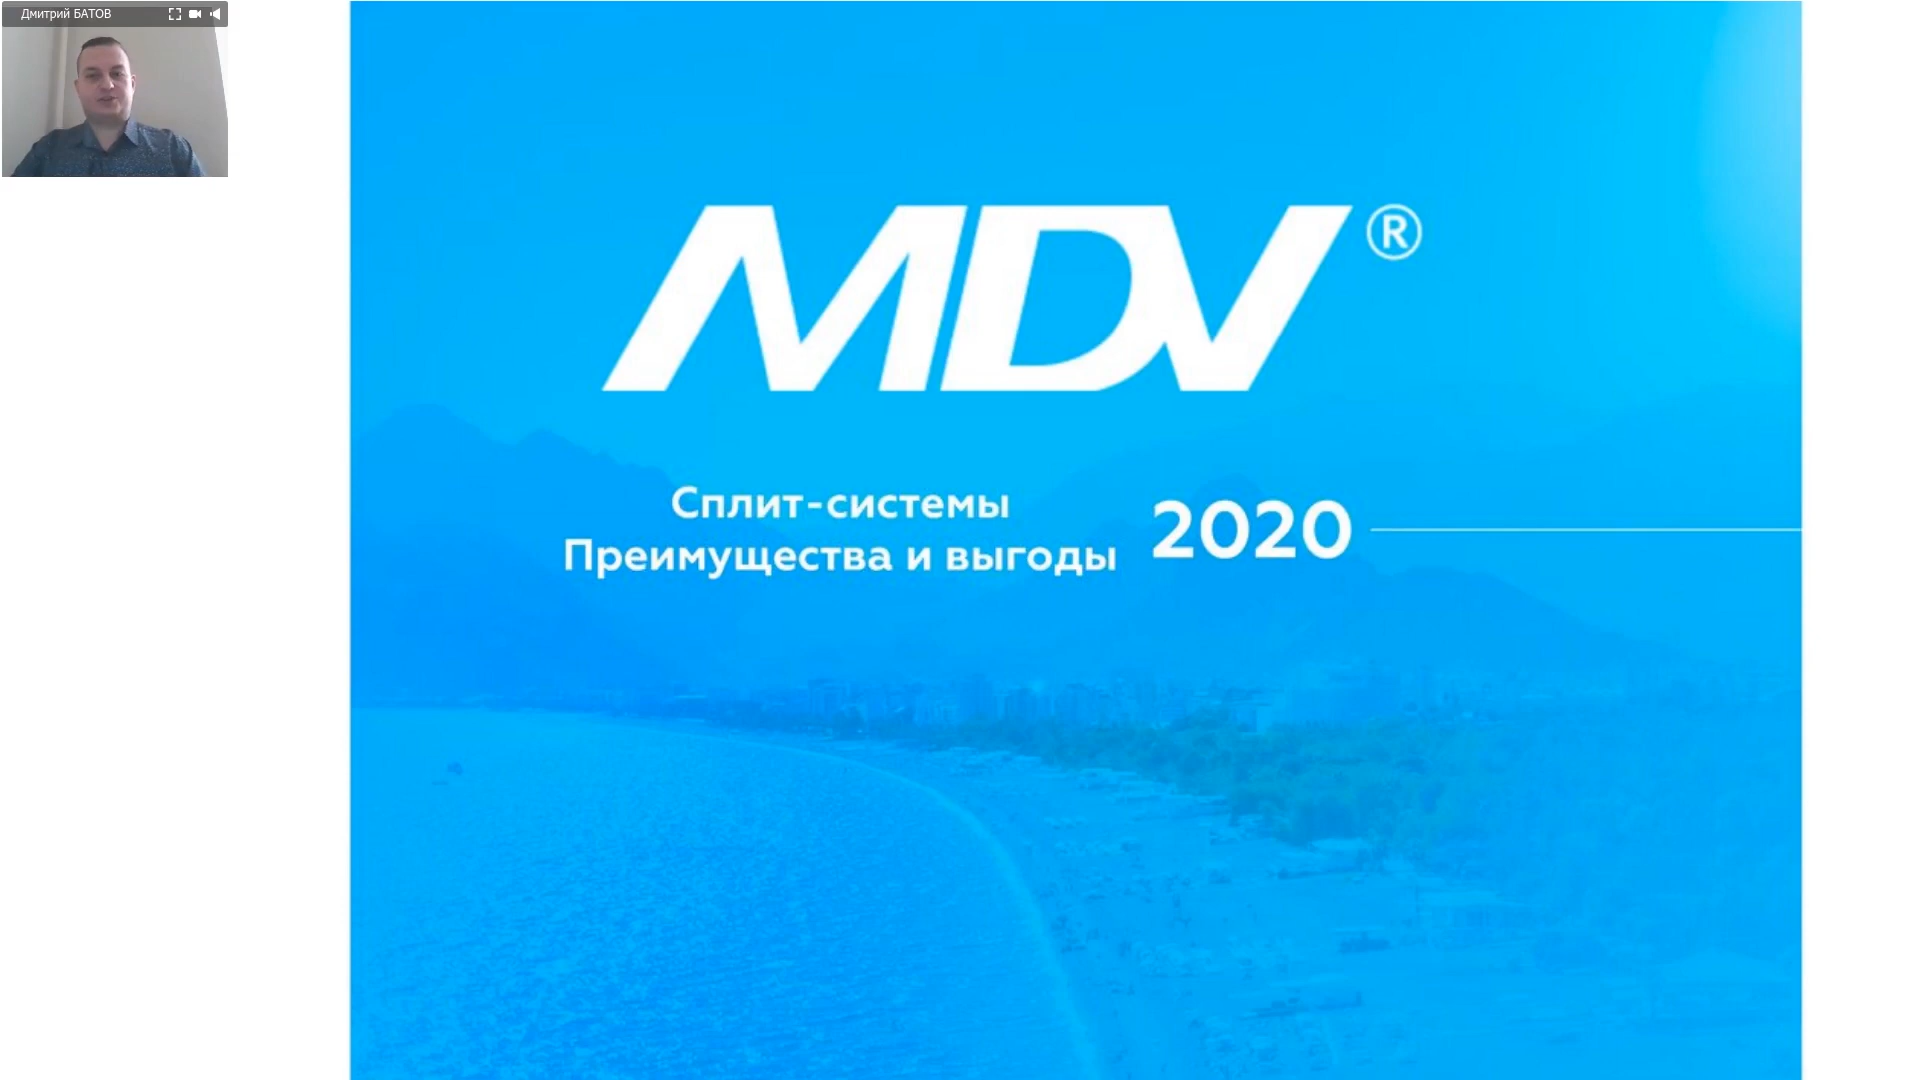 Дмитрий БАТОВ
MDV®
Сплит-системы
Преимущества и выгоды
2020